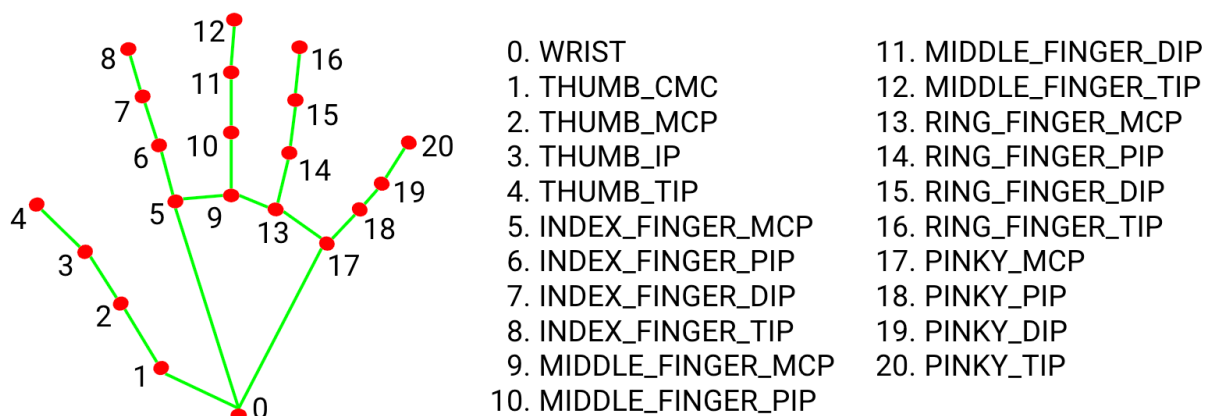 12
8
16
11
7
15
10
20
6
14
19
4
5
9
13
18
3
17
2
1
0
0. WRIST
1. THUMB_CMC
2. THUMB_MCP
3. THUMB_IP
4. THUMB_TIP
5. INDEX_FINGER_MCP
6. INDEX_FINGER_PIP
7. INDEX_FINGER_DIP
8. INDEX_FINGER_TIP
9. MIDDLE_FINGER_MCP
10. MIDDLE_FINGER_PIP
11. MIDDLE_FINGER_DIP
12. MIDDLE_FINGER_TIP
13. RING_FINGER_MCP
14. RING_FINGER_PIP
15. RING_FINGER_DIP
16. RING_FINGER_TIP
17. PINKY_MCP
18. PINKY_PIP
19. PINKY_DIP
20. PINKY_TIP